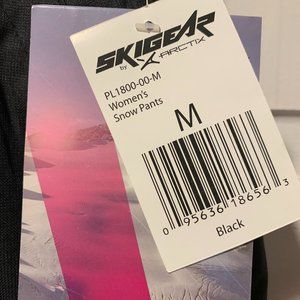 SKIGEAR
by ARCTIX
PL1800-00-M
Women's
Snow Pants
M
0 95636 18656 3
Black